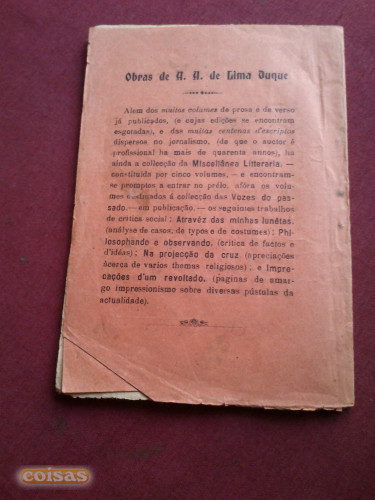 Obras de A. A. de Lima Duque
Alem dos muitos volumes de prosa e de verso
já publicados, (e cujas edições se encontram
esgotadas), e das muitas centenas d'escriptos
dispersos no jornalismo, (de que o auctor é
profissional ha mais de quarenta annos), ha
ainda a collecção da Miscellânea Litteraria, —
constituida por cinco volumes, — e encontram-
se promptos a entrar no prélo, afóra os volu-
mes destinados á collecção das Vozes do pas-
sado,—em publicação,— os seguintes trabalhos
de critica social: Atravéz das minhas lunêtas,
(anályse de casos, de typos e de costumes); Phi-
losophando e observando, (critica de factos e
d'idéas); Na projecção da cruz (apreciações
ácerca de varios themas religiosos); e Impre-
cações d'um revoltado, (paginas de amar-
go impressionismo sobre diversas pústulas da
actualidade).
coisas